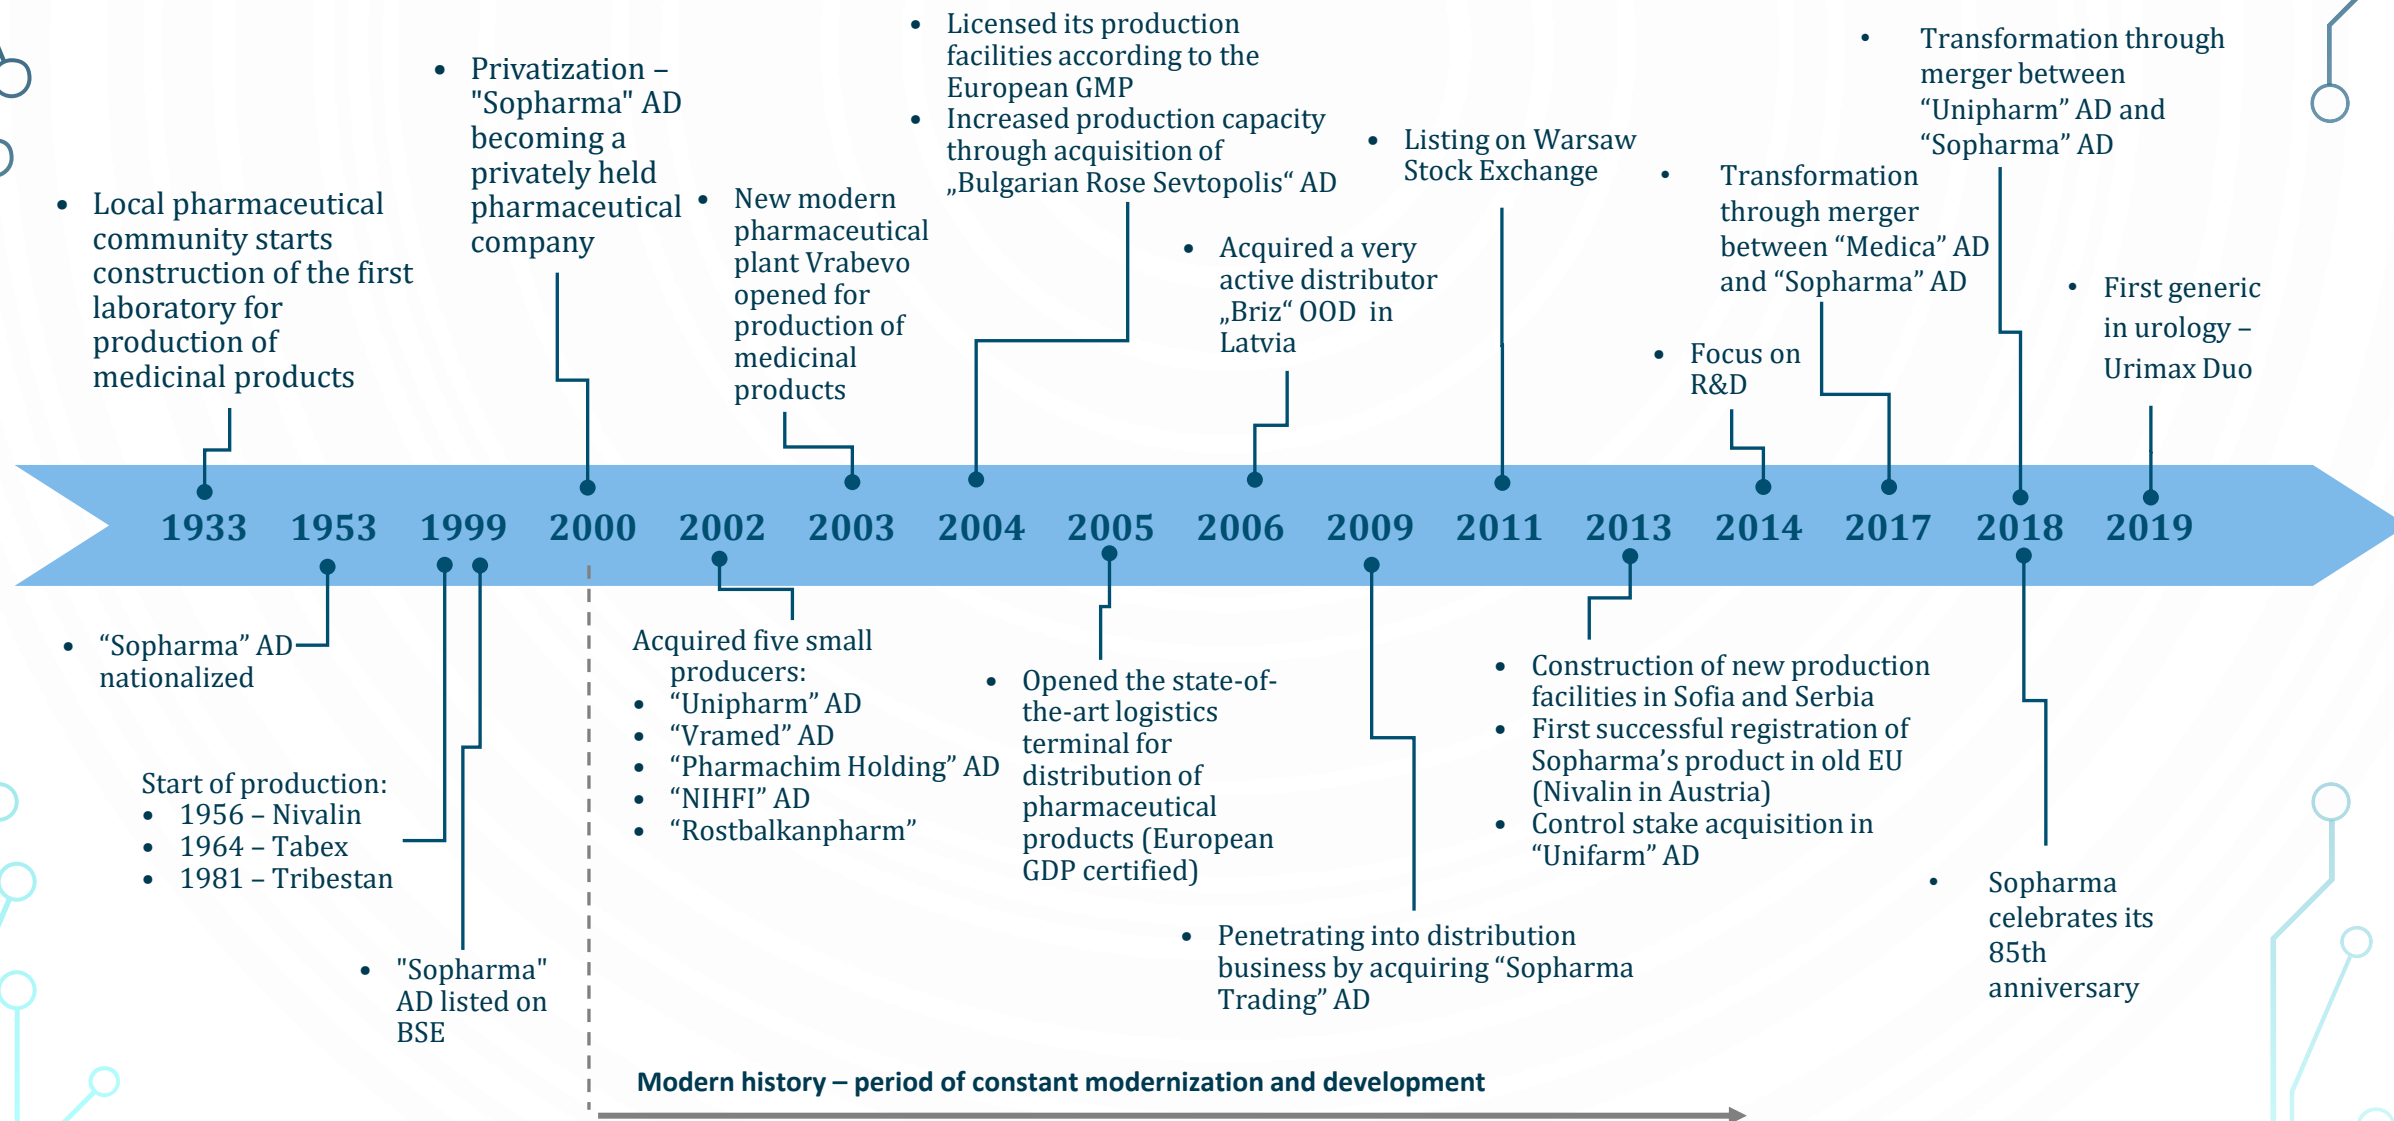 • Local pharmaceutical
community starts
construction of the first
laboratory for
production of
medicinal products
• Privatization –
"Sopharma" AD
becoming a
privately held
pharmaceutical
company
• New modern
pharmaceutical
plant Vrabevo
opened for
production of
medicinal
products
• Licensed its production
facilities according to the
European GMP
• Increased production capacity
through acquisition of
„Bulgarian Rose Sevtopolis“ AD
• Acquired a very
active distributor
„Briz“ OOD in
Latvia
• Listing on Warsaw
Stock Exchange
• Focus on
R&D
• Transformation
through merger
between “Medica” AD
and “Sopharma” AD
• Transformation through
merger between
“Unipharm” AD and
“Sopharma” AD
• First generic
in urology –
Urimax Duo
1933 1953 1999 2000 2002 2003 2004 2005 2006 2009 2011 2013 2014 2017 2018 2019
• “Sopharma” AD
nationalized
Start of production:
• 1956 – Nivalin
• 1964 – Tabex
• 1981 – Tribestan
• "Sopharma"
AD listed on
BSE
Acquired five small
producers:
• “Unipharm” AD
• “Vramed” AD
• “Pharmachim Holding” AD
• “NIHFI” AD
• “Rostbalkanpharm”
• Opened the state-of-
the-art logistics
terminal for
distribution of
pharmaceutical
products (European
GDP certified)
• Penetrating into distribution
business by acquiring “Sopharma
Trading” AD
• Construction of new production
facilities in Sofia and Serbia
• First successful registration of
Sopharma’s product in old EU
(Nivalin in Austria)
• Control stake acquisition in
“Unifarm” AD
• Sopharma
celebrates its
85th
anniversary
Modern history – period of constant modernization and development